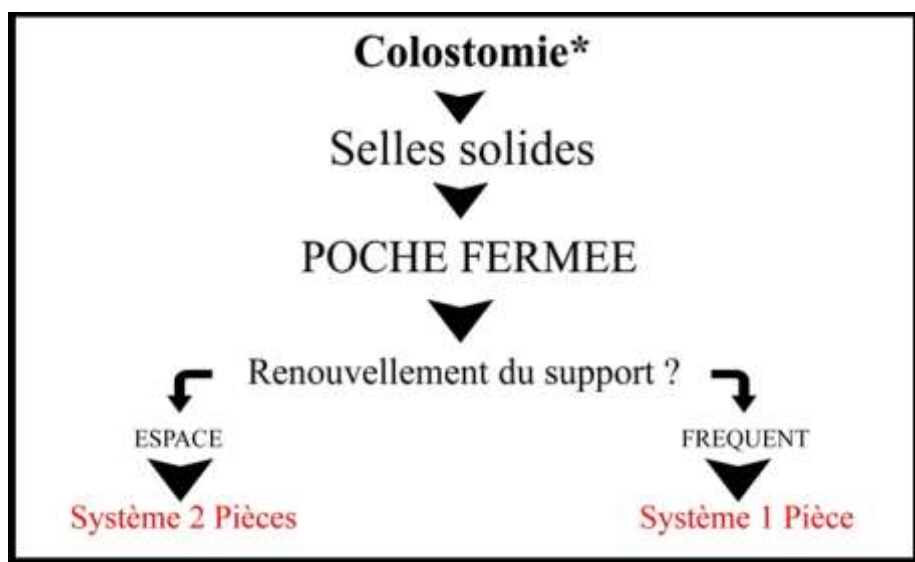 Colostomie*
Selles solides
POCHE FERMEE
Renouvellement du support ?
ESPACE
FREQUENT
Système 2 Pièces
Système 1 Pièce